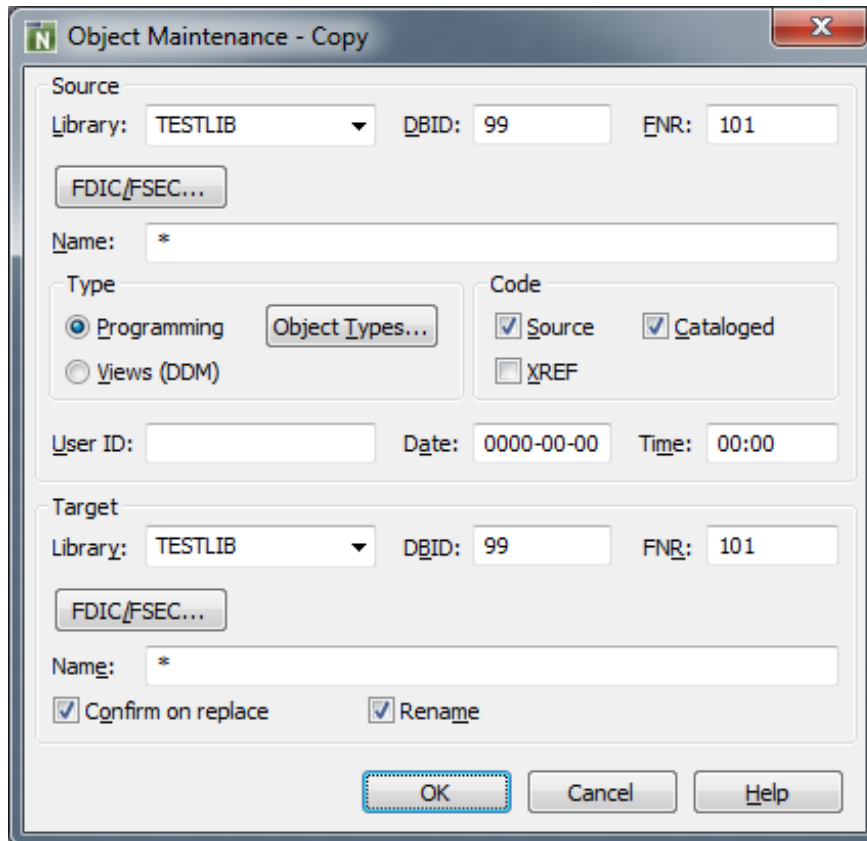 Object Maintenance - Copy
Source
Library: TESTLIB DBID: 99 FNR: 101
FDIC/FSEC...
Name: *
Type Code
Programming Object Types... Source Cataloged
Views (DDM) XREF
User ID: Date: 0000-00-00 Time: 00:00
Target
Library: TESTLIB DBID: 99 FNR: 101
FDIC/FSEC...
Name: *
Confirm on replace Rename
OK Cancel Help